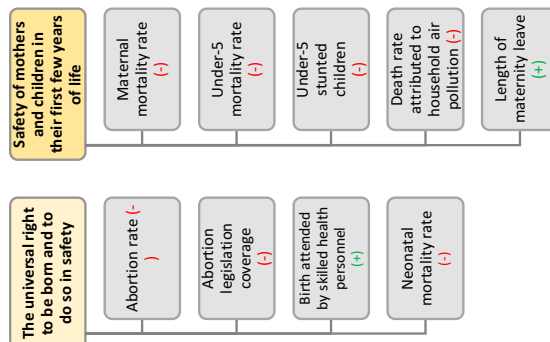 Safety of mothers
and children in
their first few years
of life
Maternal
mortality rate
(-)
Under-5
mortality rate
(-)
Under-5
stunted
children
(-)
Death rate
attributed to
household air
pollution (-)
Length of
maternity leave
(+)
The universal right
to be born and to
do so in safety
Abortion rate (-
)
Abortion
legislation
coverage
(-)
Birth attended
by skilled health
personnel
(+)
Neonatal
mortality rate
(-)